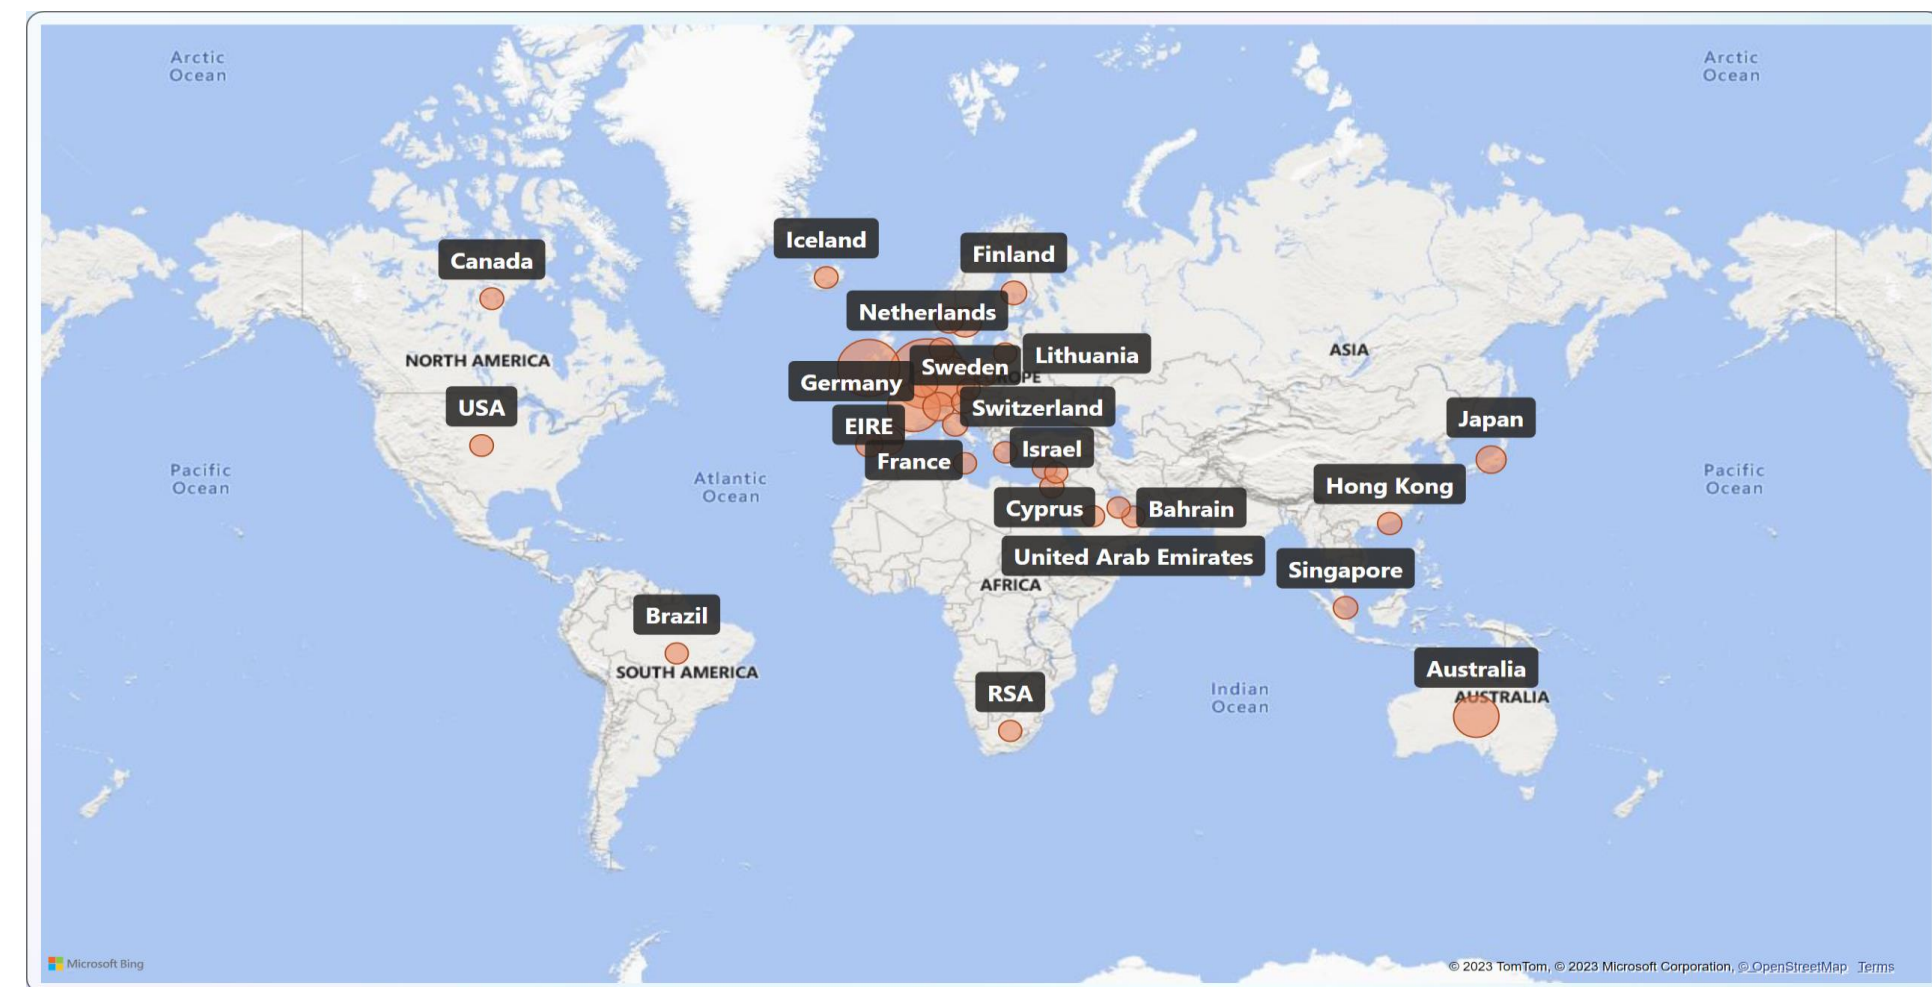 Arctic
Ocean
Arctic
Ocean
Iceland
Finland
Canada
Netherlands
NORTH AMERICA
Sweden
Lithuania
ASIA
Germany
OPE
USA
Switzerland
EIRE
Japan
France
Israel
Pacific
Ocean
Atlantic
Ocean
Hong Kong
Pacific
Ocean
Cyprus
Bahrain
United Arab Emirates
Singapore
AFRICA
Brazil
SOUTH AMERICA
RSA
Indian
Ocean
Australia
AUSTRALIA
Microsoft Bing
© 2023 TomTom, © 2023 Microsoft Corporation, © OpenStreetMap Terms